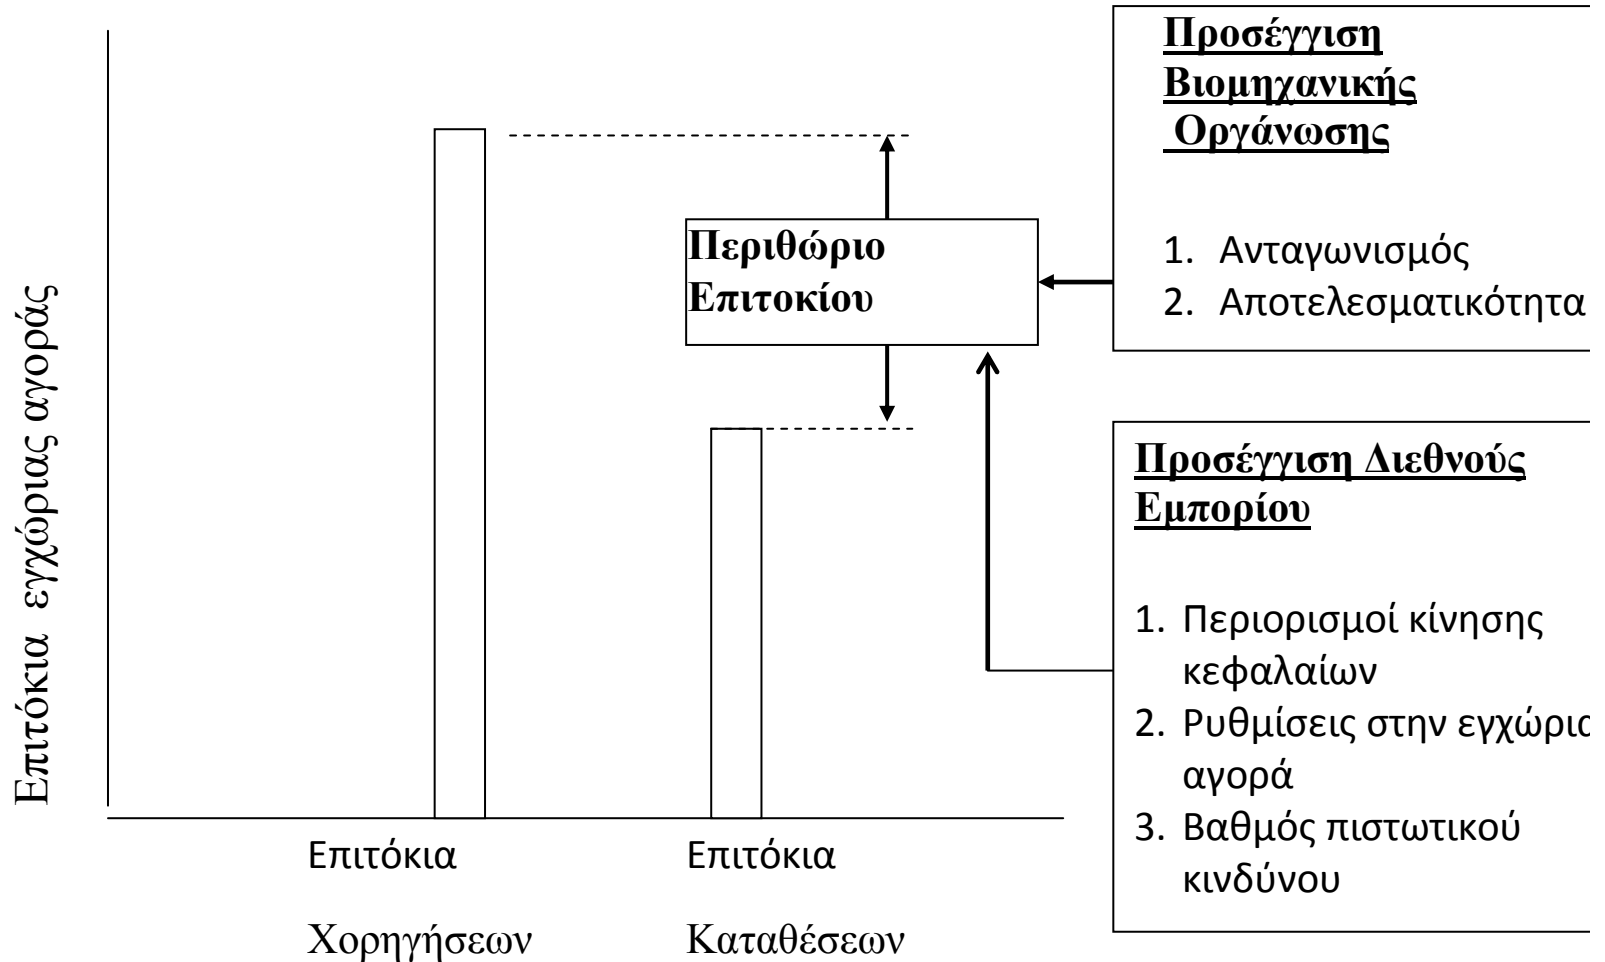 Προσέγγιση
Βιομηχανικής
Οργάνωσης
1. Ανταγωνισμός
2. Αποτελεσματικότητα
Περιθώριο
Επιτοκίου
Προσέγγιση Διεθνούς
Εμπορίου
1. Περιορισμοί κίνησης
κεφαλαίων
2. Ρυθμίσεις στην εγχώρια
αγορά
3. Βαθμός πιστωτικού
κινδύνου
Επιτόκια εγχώριας αγοράς
Επιτόκια
Χορηγήσεων
Επιτόκια
Καταθέσεων